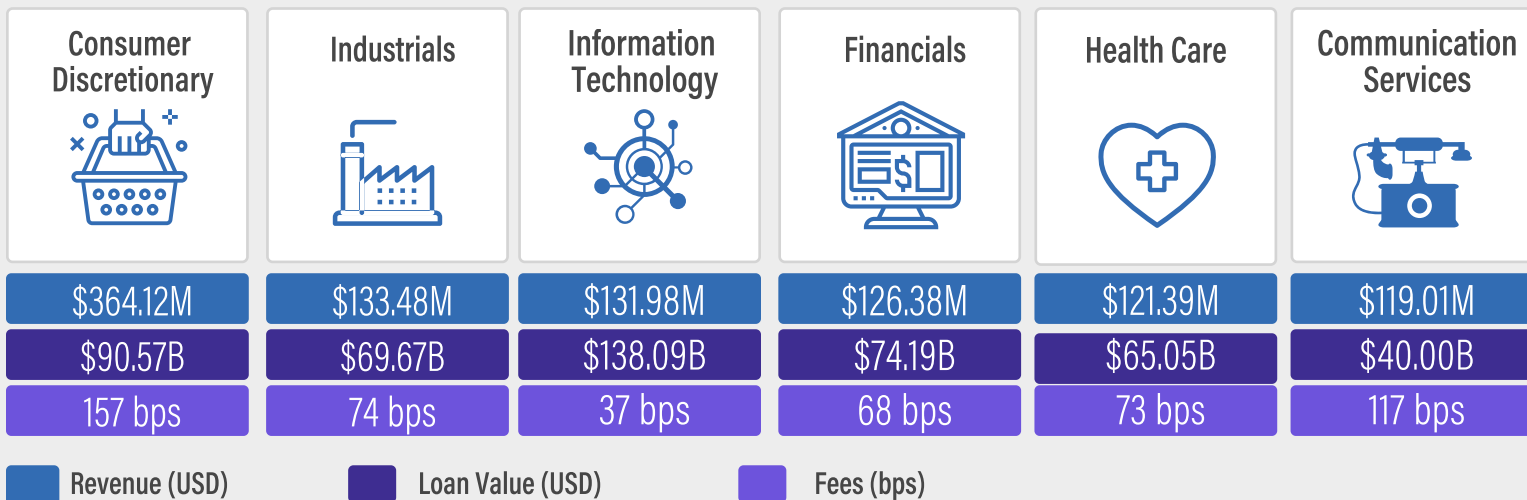 Consumer
Discretionary
Industrials
Information
Technology
Financials
Health Care
Communication
Services
$
$364.12M
$133.48M
$131.98M
$126.38M
$121.39M
$119.01M
$90.57B
$69.67B
$138.09B
$74.19B
$65.05B
$40.00B
157 bps
74 bps
37 bps
68 bps
73 bps
117 bps
Revenue (USD)
Loan Value (USD)
Fees (bps)